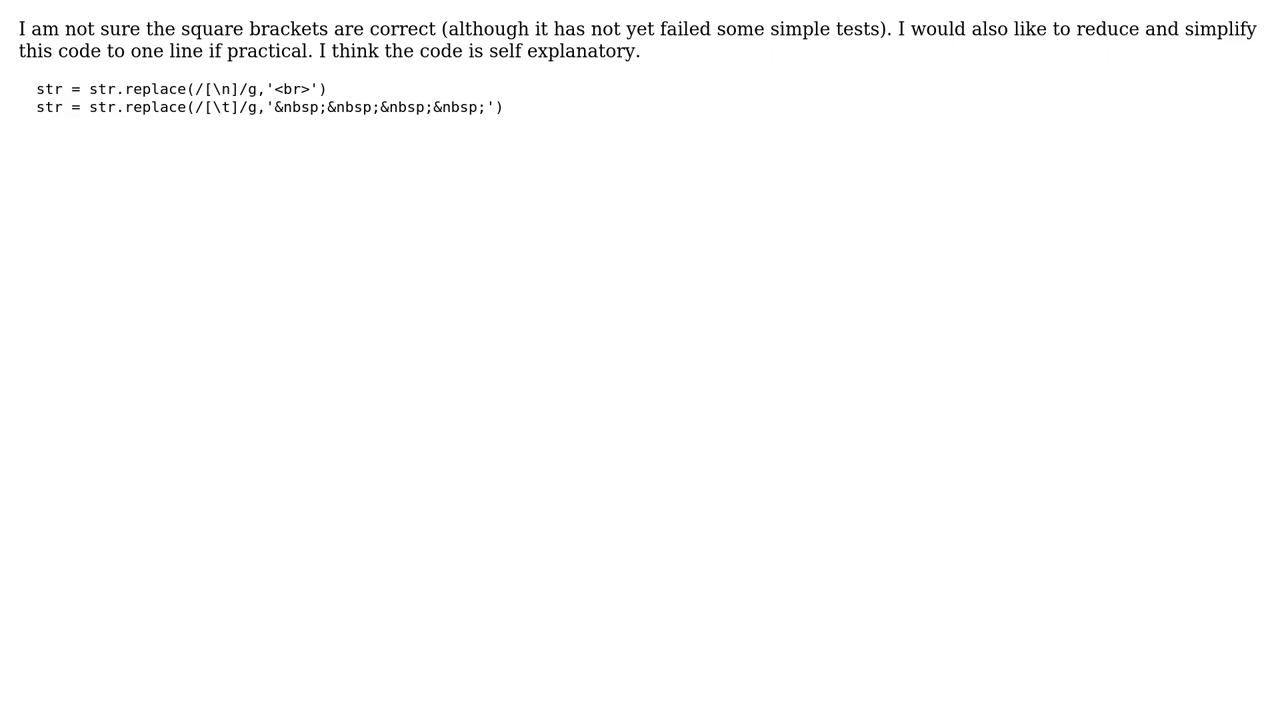 I am not sure the square brackets are correct (although it has not yet failed some simple tests). I would also like to reduce and simplify
this code to one line if practical. I think the code is self explanatory.
str = str.replace(/[\n]/g,'<br>')
str = str.replace(/[\t]/g,'&nbsp;&nbsp;&nbsp;&nbsp;')